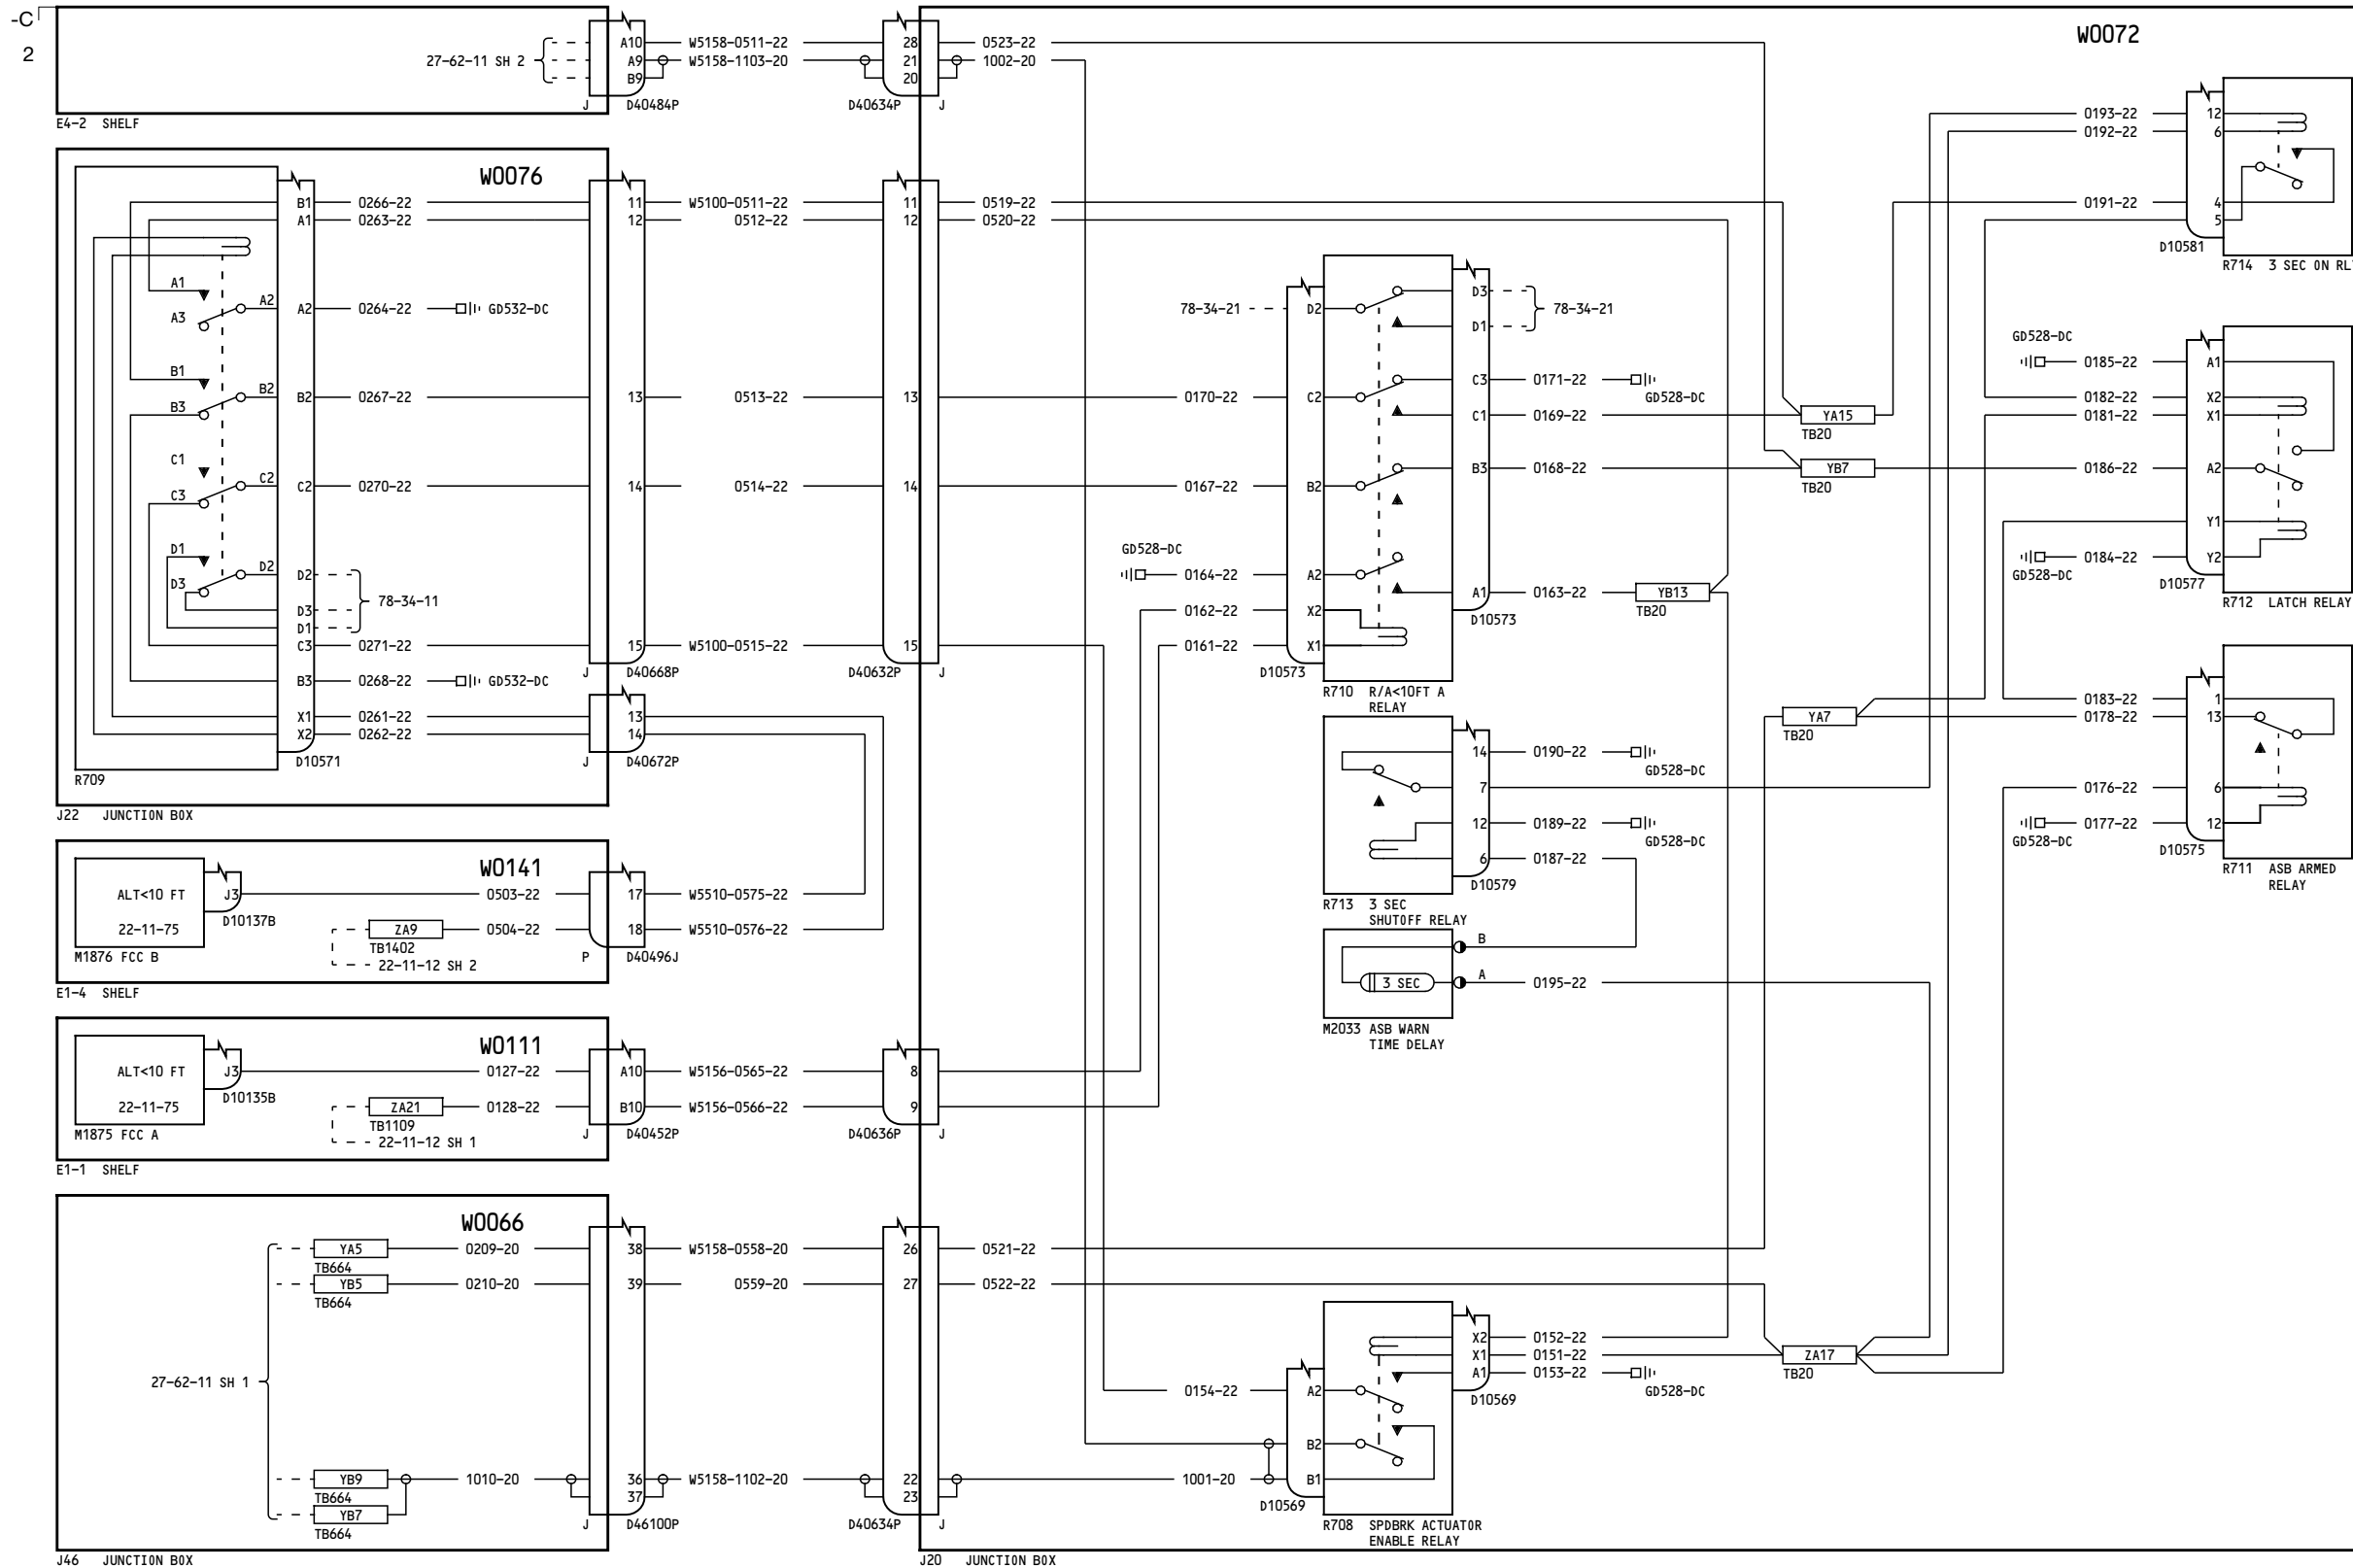 -C
2
27-62-11 SH 2
A10
A9
B9
J
D40484P
W5158-0511-22
W5158-1103-20
28
21
20
D40634P
J
0523-22
1002-20
E4-2 SHELF
W0072
W0076
B1
A1
A2
B2
C2
D2
D3
D1
C3
B3
X1
X2
D10571
A1
A3
A2
B1
B3
B2
C1
C3
C2
D1
D3
D2
0266-22
0263-22
0264-22
GD532-DC
0267-22
0270-22
78-34-11
0271-22
0268-22
GD532-DC
0261-22
0262-22
R709
J22 JUNCTION BOX
11
12
13
14
15
J
D40668P
13
14
J
D40672P
W5100-0511-22
0512-22
0513-22
0514-22
W5100-0515-22
11
12
13
14
15
D40632P
J
0519-22
0520-22
0170-22
0167-22
GD528-DC
0164-22
0162-22
0161-22
78-34-21
D2
C2
B2
A2
X2
X1
D10573
D3
D1
C3
C1
B3
A1
D10573
78-34-21
0171-22
GD528-DC
0169-22
0168-22
0163-22
R710 R/A<10FT A
RELAY
YA15
TB20
YB7
TB20
YB13
TB20
YA7
TB20
0193-22
0192-22
0191-22
12
6
4
5
D10581
R714 3 SEC ON RL
GD528-DC
0185-22
0182-22
0181-22
0186-22
GD528-DC
0184-22
A1
X2
X1
A2
Y1
Y2
D10577
R712 LATCH RELAY
0183-22
0178-22
0176-22
GD528-DC
0177-22
1
13
6
12
D10575
R711 ASB ARMED
RELAY
14
7
12
6
D10579
0190-22
GD528-DC
0189-22
GD528-DC
0187-22
R713 3 SEC
SHUTOFF RELAY
B
A
3 SEC
0195-22
M2033 ASB WARN
TIME DELAY
W0141
ALT<10 FT
22-11-75
J3
D10137B
0503-22
ZA9
TB1402
0504-22
22-11-12 SH 2
M1876 FCC B
P
17
18
D40496J
W5510-0575-22
W5510-0576-22
E1-4 SHELF
W0111
ALT<10 FT
22-11-75
J3
D10135B
0127-22
ZA21
TB1109
0128-22
22-11-12 SH 1
M1875 FCC A
J
A10
B10
D40452P
W5156-0565-22
W5156-0566-22
8
9
D40636P
J
E1-1 SHELF
W0066
27-62-11 SH 1
YA5
TB664
0209-20
YB5
TB664
0210-20
YB9
TB664
1010-20
YB7
TB664
38
39
36
37
J
D46100P
W5158-0558-20
0559-20
W5158-1102-20
26
27
22
23
D40634P
J
0521-22
0522-22
0154-22
1001-20
A2
B2
B1
D10569
X2
X1
A1
D10569
0152-22
0151-22
0153-22
GD528-DC
ZA17
TB20
R708 SPDBRK ACTUATOR
ENABLE RELAY
J46 JUNCTION BOX
J20 JUNCTION BOX